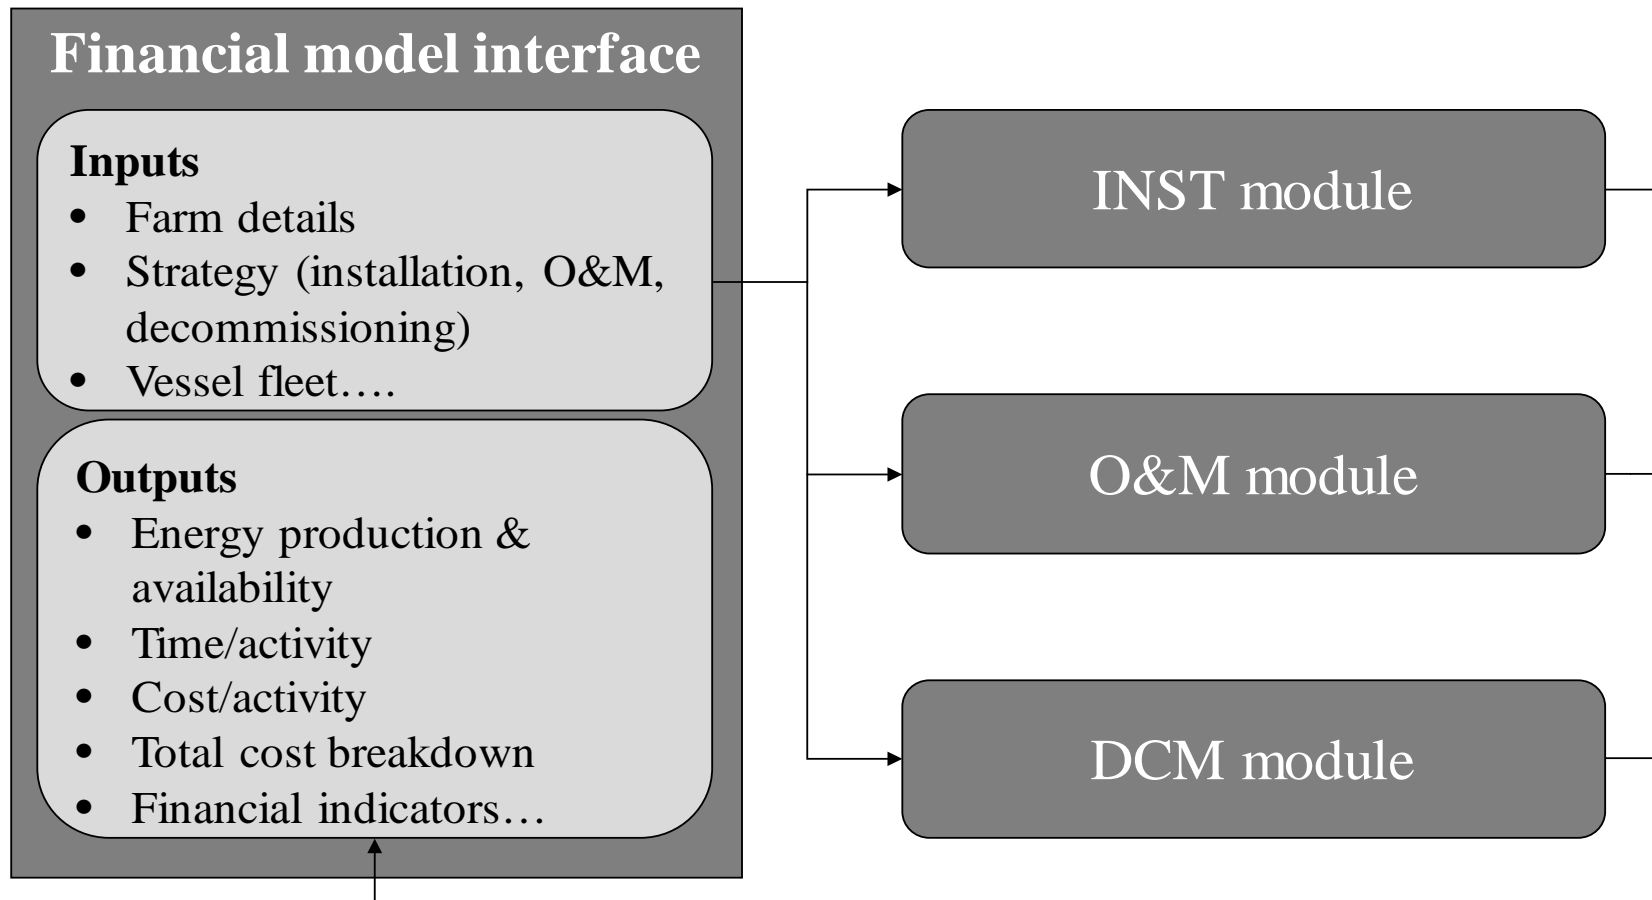 Financial model interface
Inputs
• Farm details
• Strategy (installation, O&M,
decommissioning)
• Vessel fleet….
Outputs
• Energy production &
availability
• Time/activity
• Cost/activity
• Total cost breakdown
• Financial indicators…
INST module
O&M module
DCM module